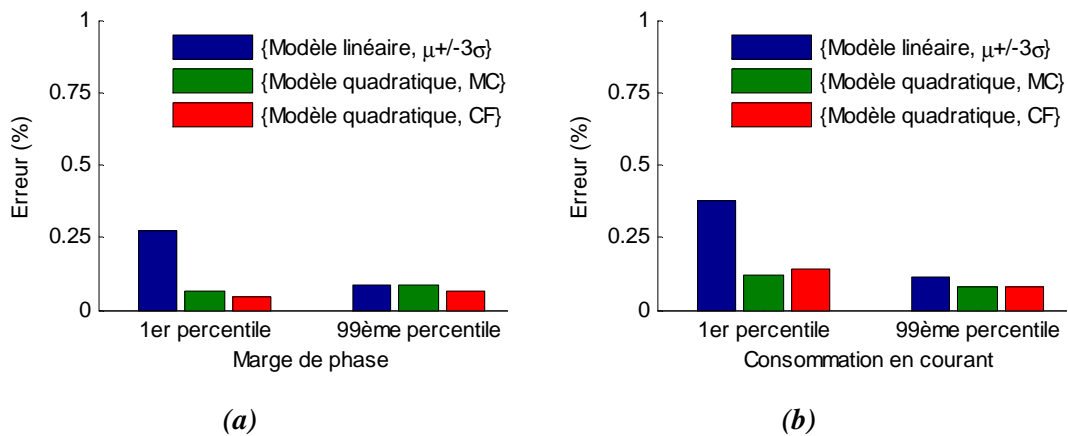 1
0.75
0.5
0.25
0
Erreur (%)
{Modèle linéaire, μ+/-3σ}
{Modèle quadratique, MC}
{Modèle quadratique, CF}
1er percentile
99ème percentile
Marge de phase
(a)
1
0.75
0.5
0.25
0
Erreur (%)
{Modèle linéaire, μ+/-3σ}
{Modèle quadratique, MC}
{Modèle quadratique, CF}
1er percentile
99ème percentile
Consommation en courant
(b)